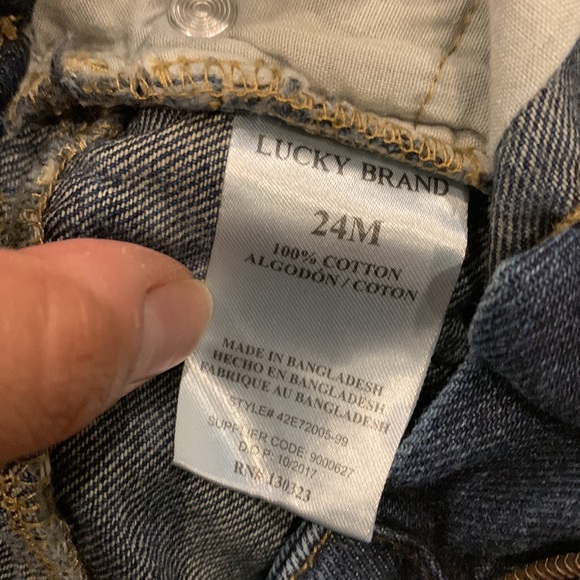 LUCKY BRAND
24M
100% COTTON
ALGODÓN / COTON
MADE IN BANGLADESH
HECHO EN BANGLADESH
FABRIQUE AU BANGLADESH
STYLE# 42E72005-99
SUPPLIER CODE: 9000627
D.O.P: 10/2017
RN# 130323